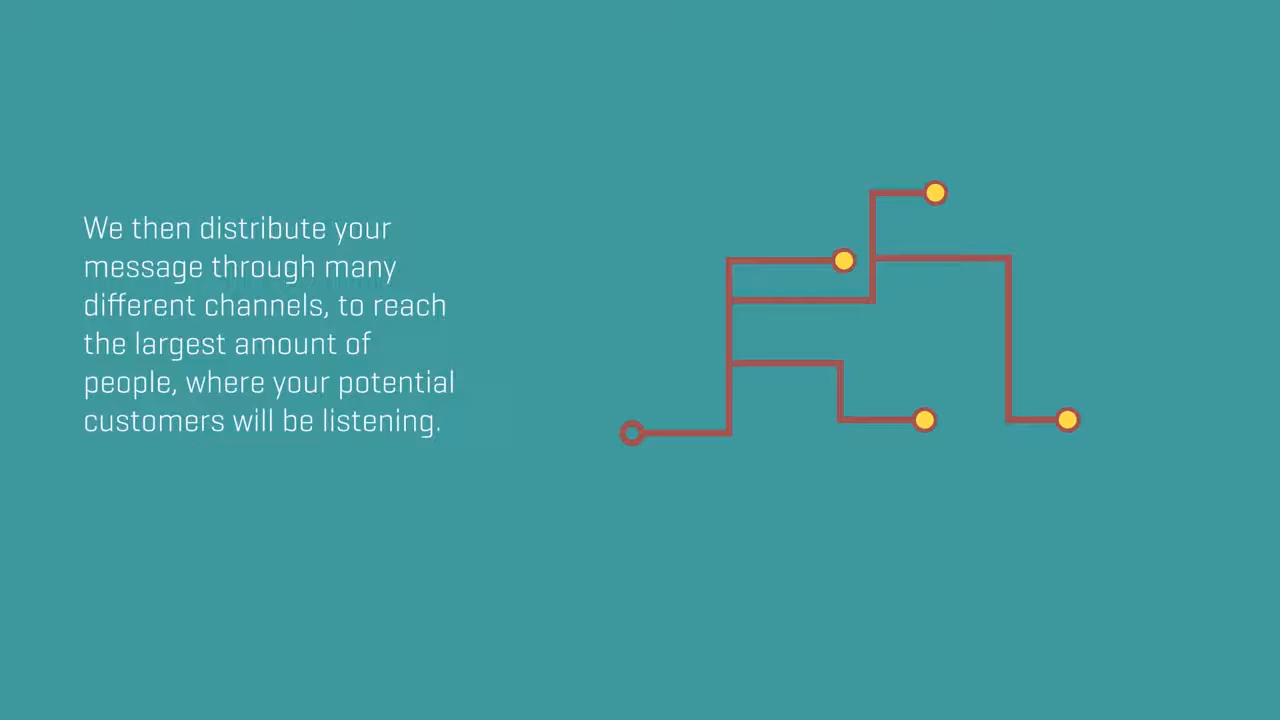 We then distribute your
message through many
different channels, to reach
the largest amount of
people, where your potential
customers will be listening.